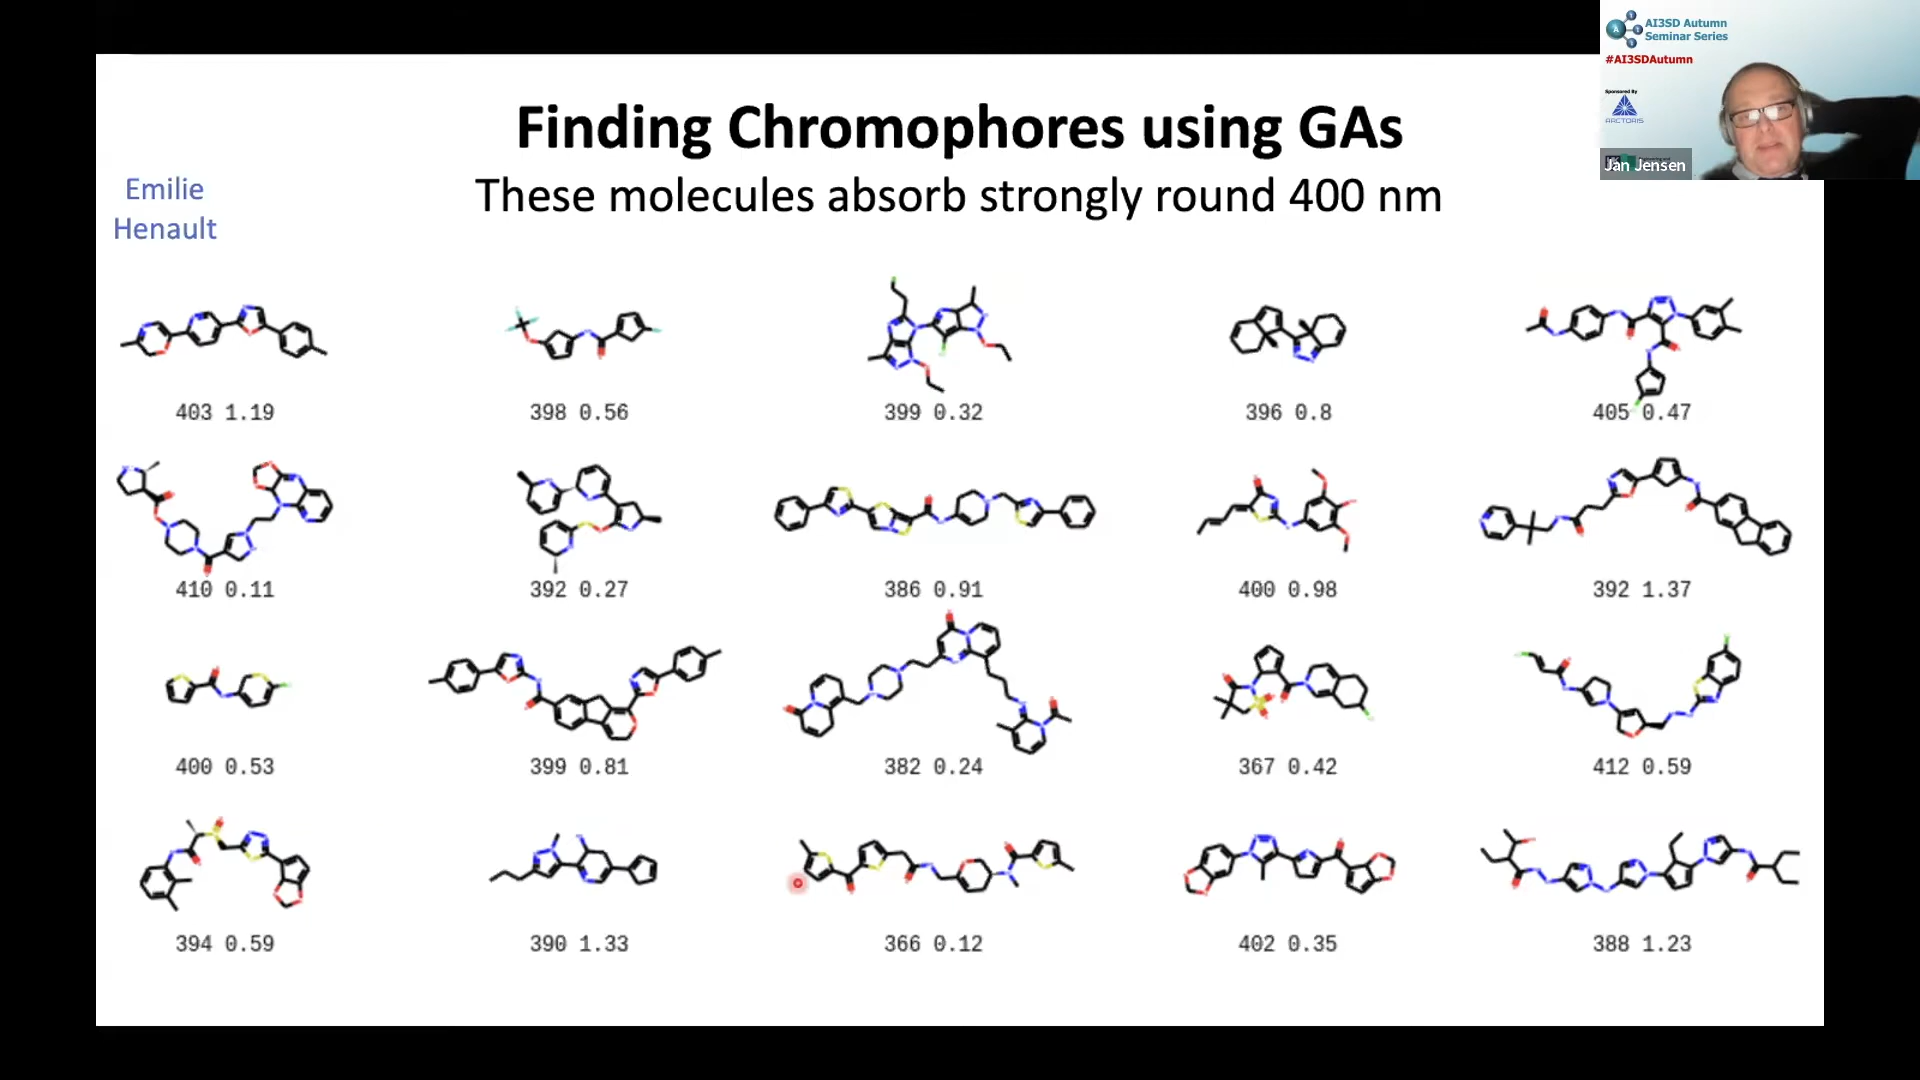 AI3SD Autumn
Seminar Series
#AI3SDAutumn
Sponsored By
ARCTORIS
Jan Jensen
Finding Chromophores using GAs
These molecules absorb strongly round 400 nm
Emilie
Henault
403 1.19
398 0.56
399 0.32
396 0.8
405 0.47
410 0.11
392 0.27
386 0.91
400 0.98
392 1.37
400 0.53
399 0.81
382 0.24
367 0.42
412 0.59
394 0.59
390 1.33
366 0.12
402 0.35
388 1.23